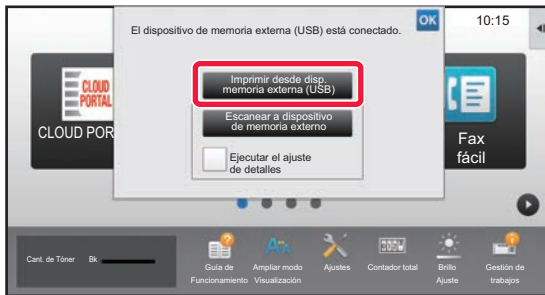 El dispositivo de memoria externa (USB) está conectado.
OK
10:15
Imprimir desde disp.
memoria externa (USB)
Escanear a dispositivo
de memoria externo
Ejecutar el ajuste
de detalles
CLOUD
PORTAL
CLOUD POR
Fax
fácil
Cant. de Tóner Bk
Guía de
Funcionamiento
Ampliar modo
Visualización
Ajustes
Contador total
Brillo
Ajuste
Gestión de
trabajos